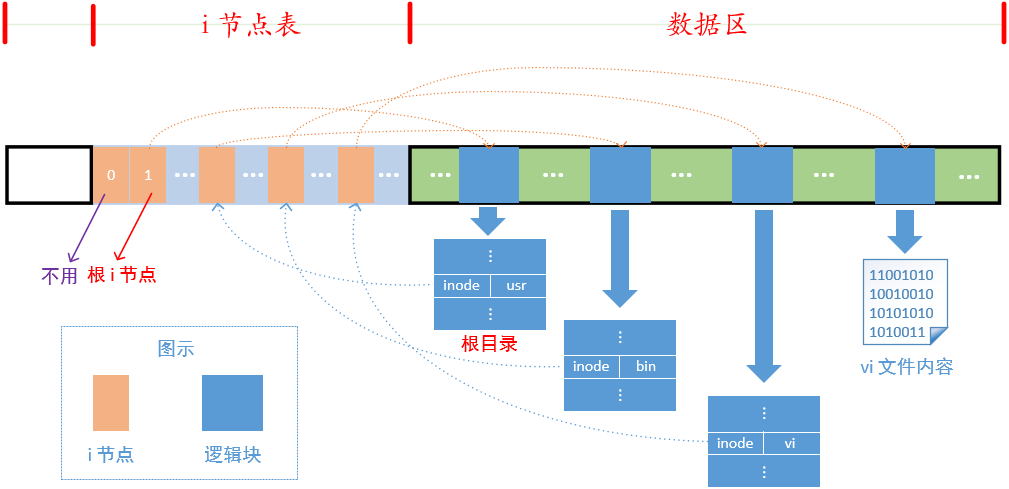 i 节点表
数据区
0 1 ··· ··· ··· ··· ··· ··· ··· ··· ···
不用
根 i 节点
⋮
inode usr
⋮
根目录
⋮
inode bin
⋮
⋮
inode vi
⋮
11001010
10010010
10101010
1010011
vi 文件内容
图示
i 节点
逻辑块